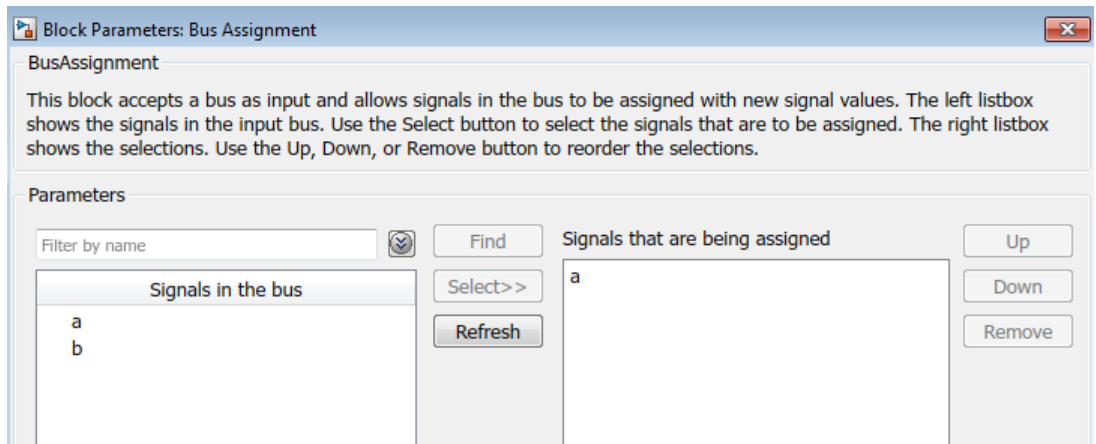 Block Parameters: Bus Assignment
BusAssignment
This block accepts a bus as input and allows signals in the bus to be assigned with new signal values. The left listbox
shows the signals in the input bus. Use the Select button to select the signals that are to be assigned. The right listbox
shows the selections. Use the Up, Down, or Remove button to reorder the selections.
Parameters
Filter by name
Find
Signals that are being assigned
Up
Signals in the bus
Select>>
a
Down
a
Refresh
Remove
b